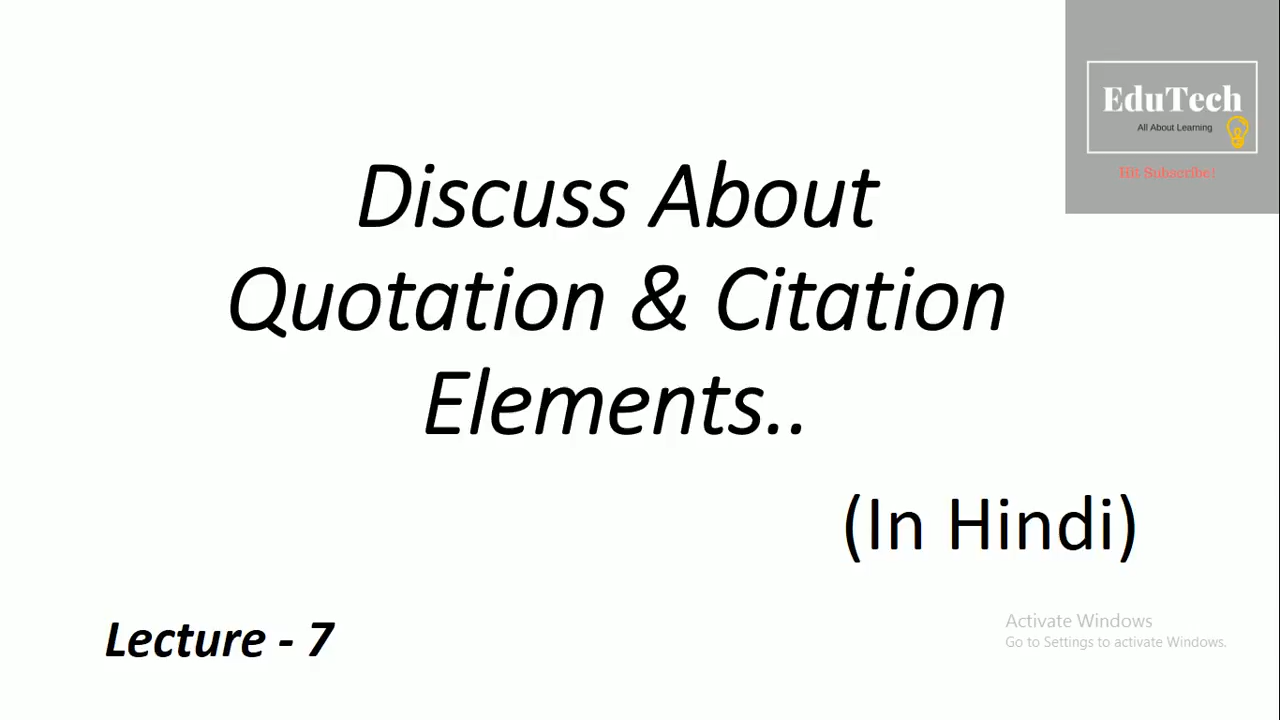 EduTech
All About Learning
Hit Subscribe!
Discuss About
Quotation & Citation
Elements..
(In Hindi)
Lecture - 7
Activate Windows
Go to Settings to activate Windows.